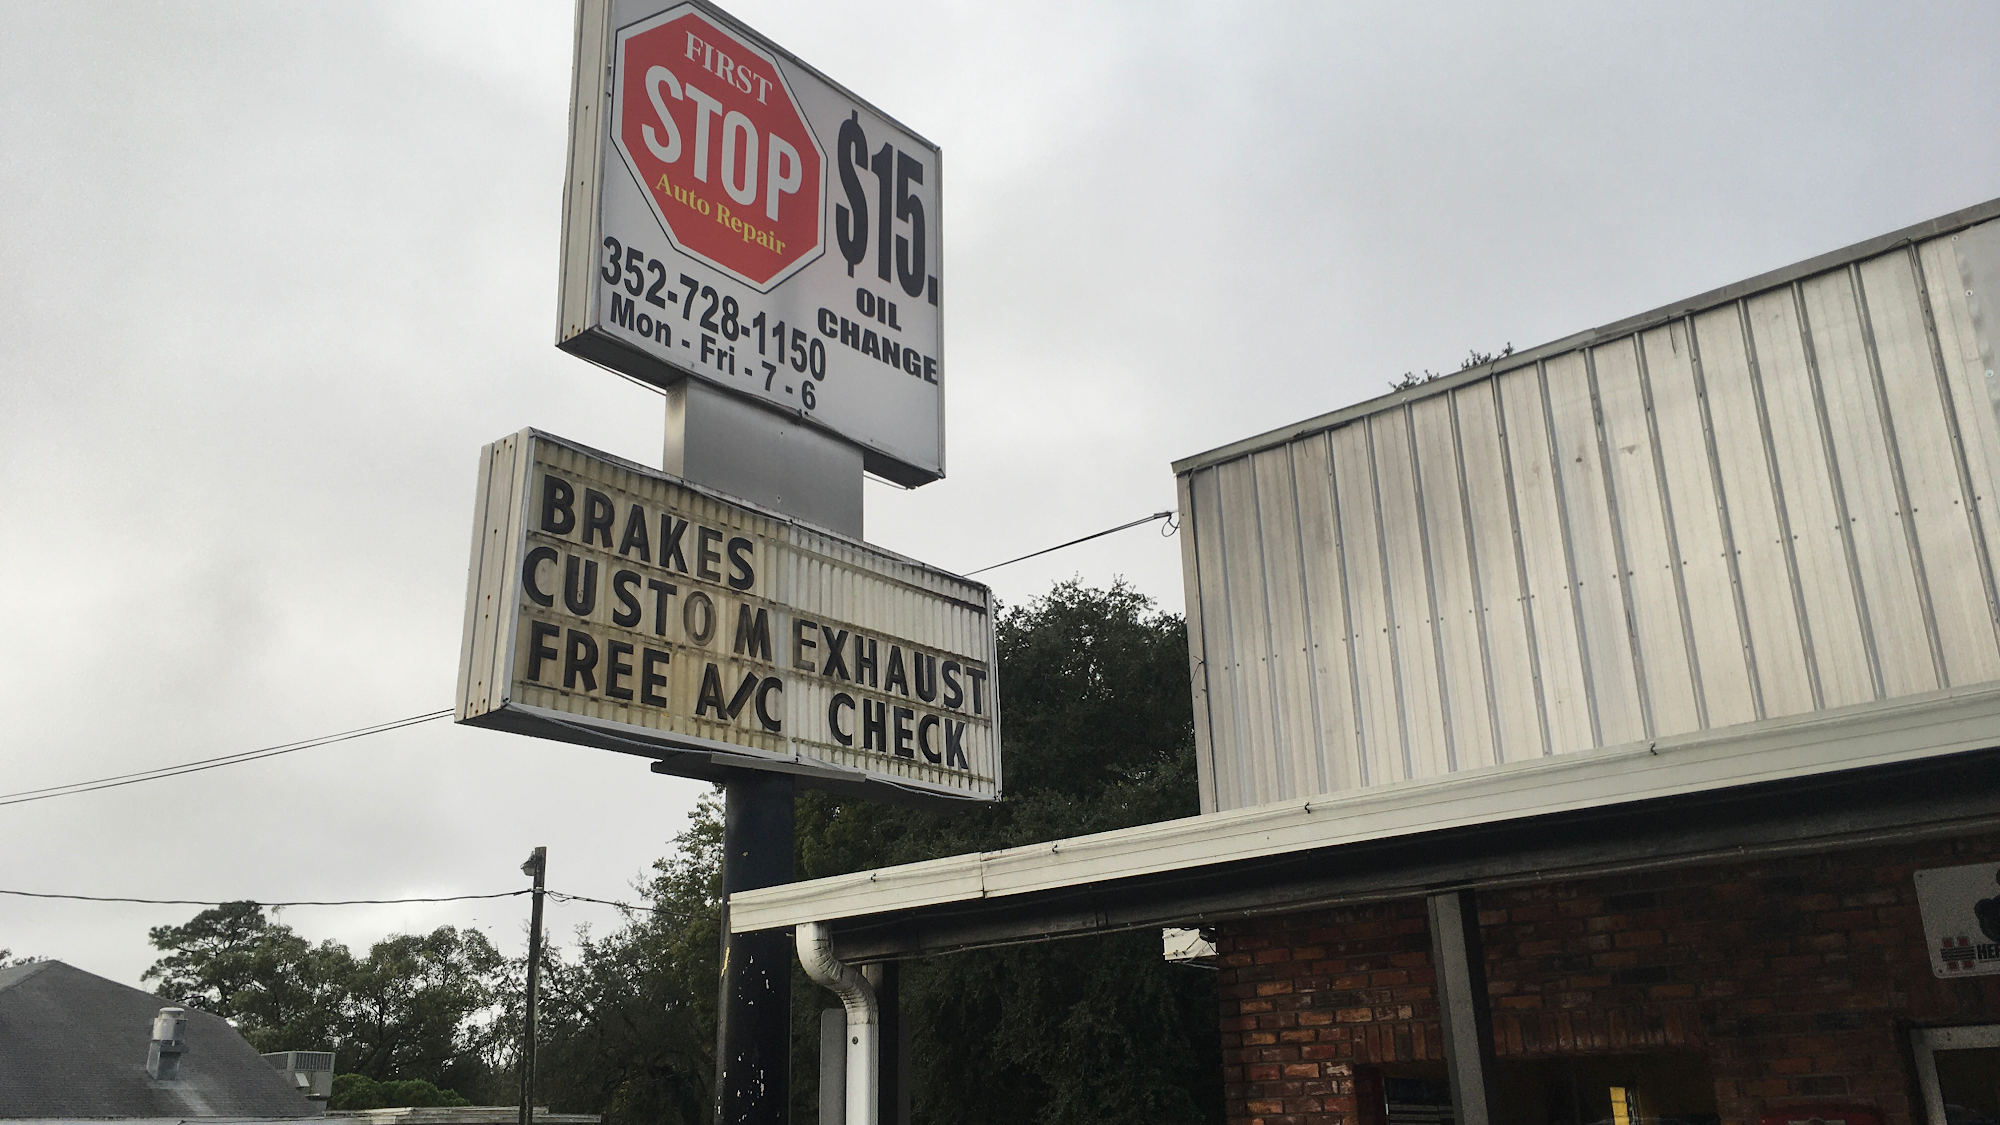 FIRST
STOP
Auto Repair
$15.
OIL
CHANGE
352-728-1150
Mon - Fri - 7 - 6
BRAKES
CUSTOM EXHAUST
FREE A/C CHECK